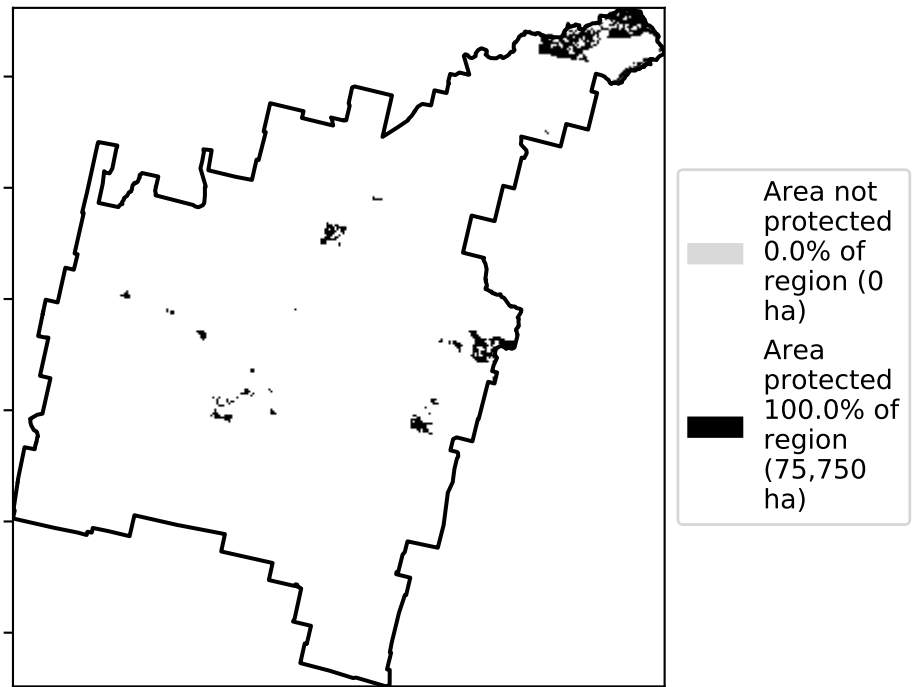 Area not
protected
0.0% of
region (0
ha)
Area
protected
100.0% of
region
(75,750
ha)